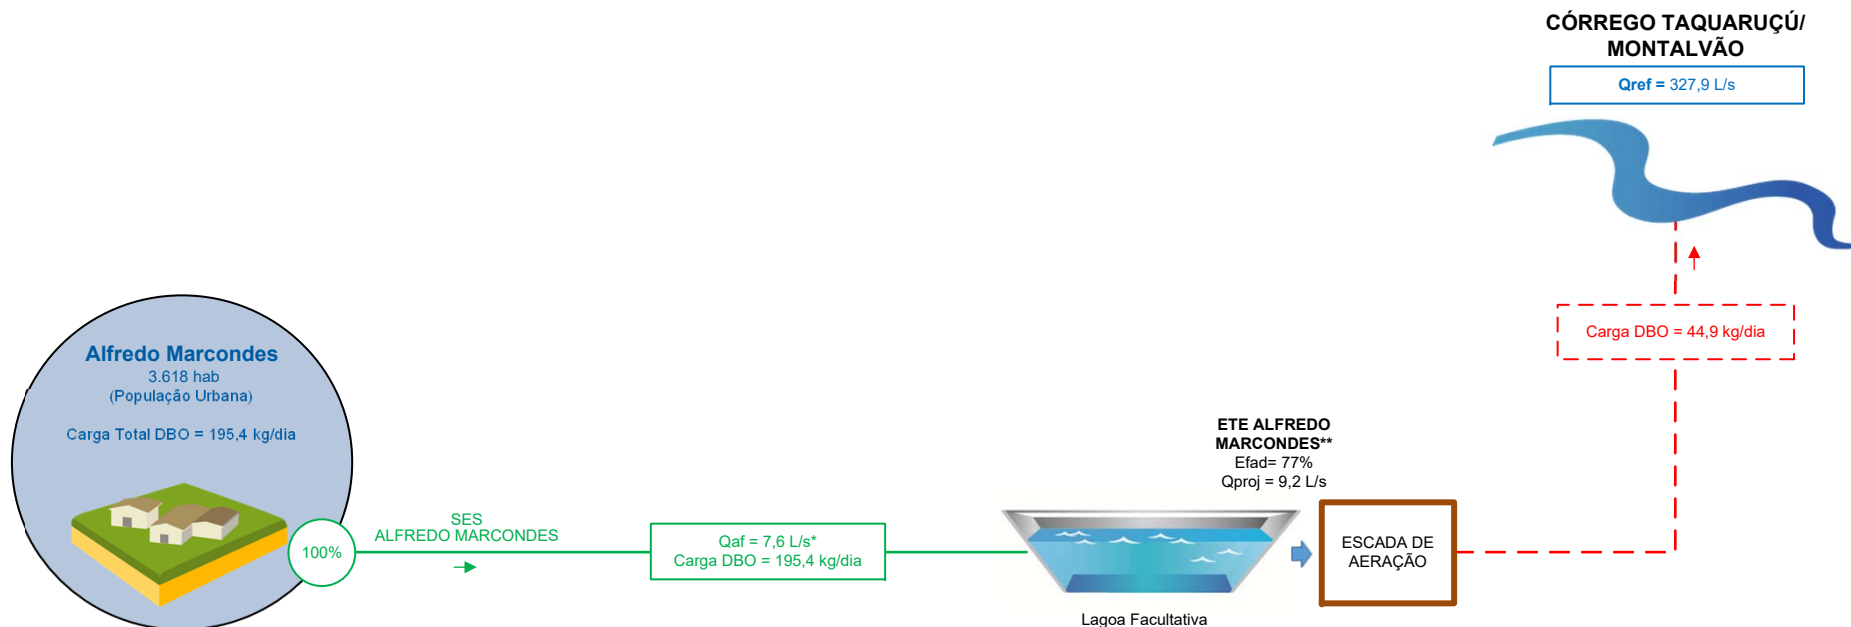 CÓRREGO TAQUARUÇÚ/
MONTALVÃO
Qref = 327,9 L/s
Carga DBO = 44,9 kg/dia
Alfredo Marcondes
3.618 hab
(População Urbana)
Carga Total DBO = 195,4 kg/dia
100%
SES
ALFREDO MARCONDES
Qaf = 7,6 L/s*
Carga DBO = 195,4 kg/dia
ETE ALFREDO
MARCONDES**
Efad= 77%
Qproj = 9,2 L/s
Lagoa Facultativa
ESCADA DE
AERAÇÃO